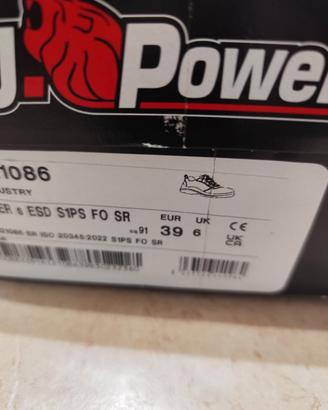 Power
1086
USTRY
ER s ESD S1PS FO SR
EUR UK
39 6
91
ISO 20345:2022 S1PS FO SR
CE
UK
CA